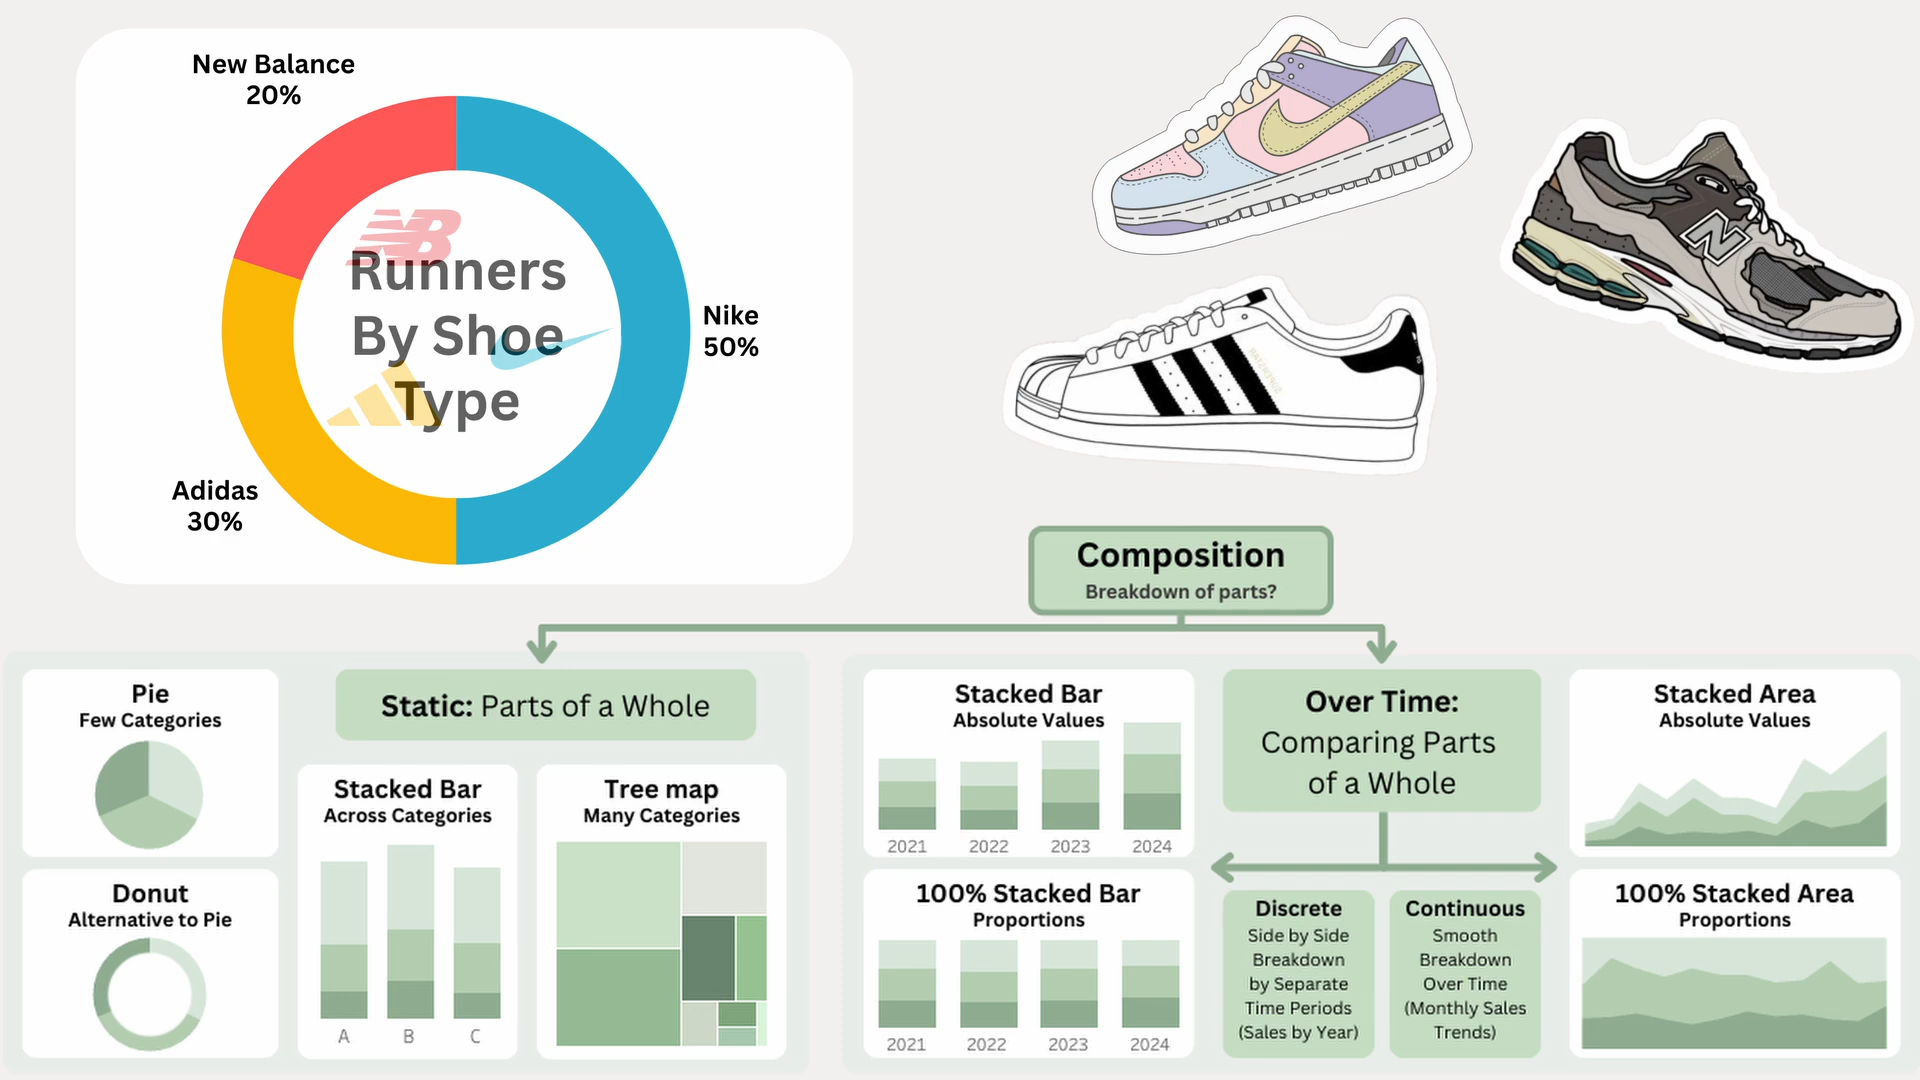 New Balance
20%
Nike
50%
Adidas
30%
NB
Runners
By Shoe
Type
N
Composition
Breakdown of parts?
Static: Parts of a Whole
Pie
Few Categories
Donut
Alternative to Pie
Stacked Bar
Across Categories
A B C
Tree map
Many Categories
Stacked Bar
Absolute Values
2021 2022 2023 2024
100% Stacked Bar
Proportions
2021 2022 2023 2024
Over Time:
Comparing Parts
of a Whole
Discrete
Side by Side
Breakdown
by Separate
Time Periods
(Sales by Year)
Continuous
Smooth
Breakdown
Over Time
(Monthly Sales
Trends)
Stacked Area
Absolute Values
100% Stacked Area
Proportions